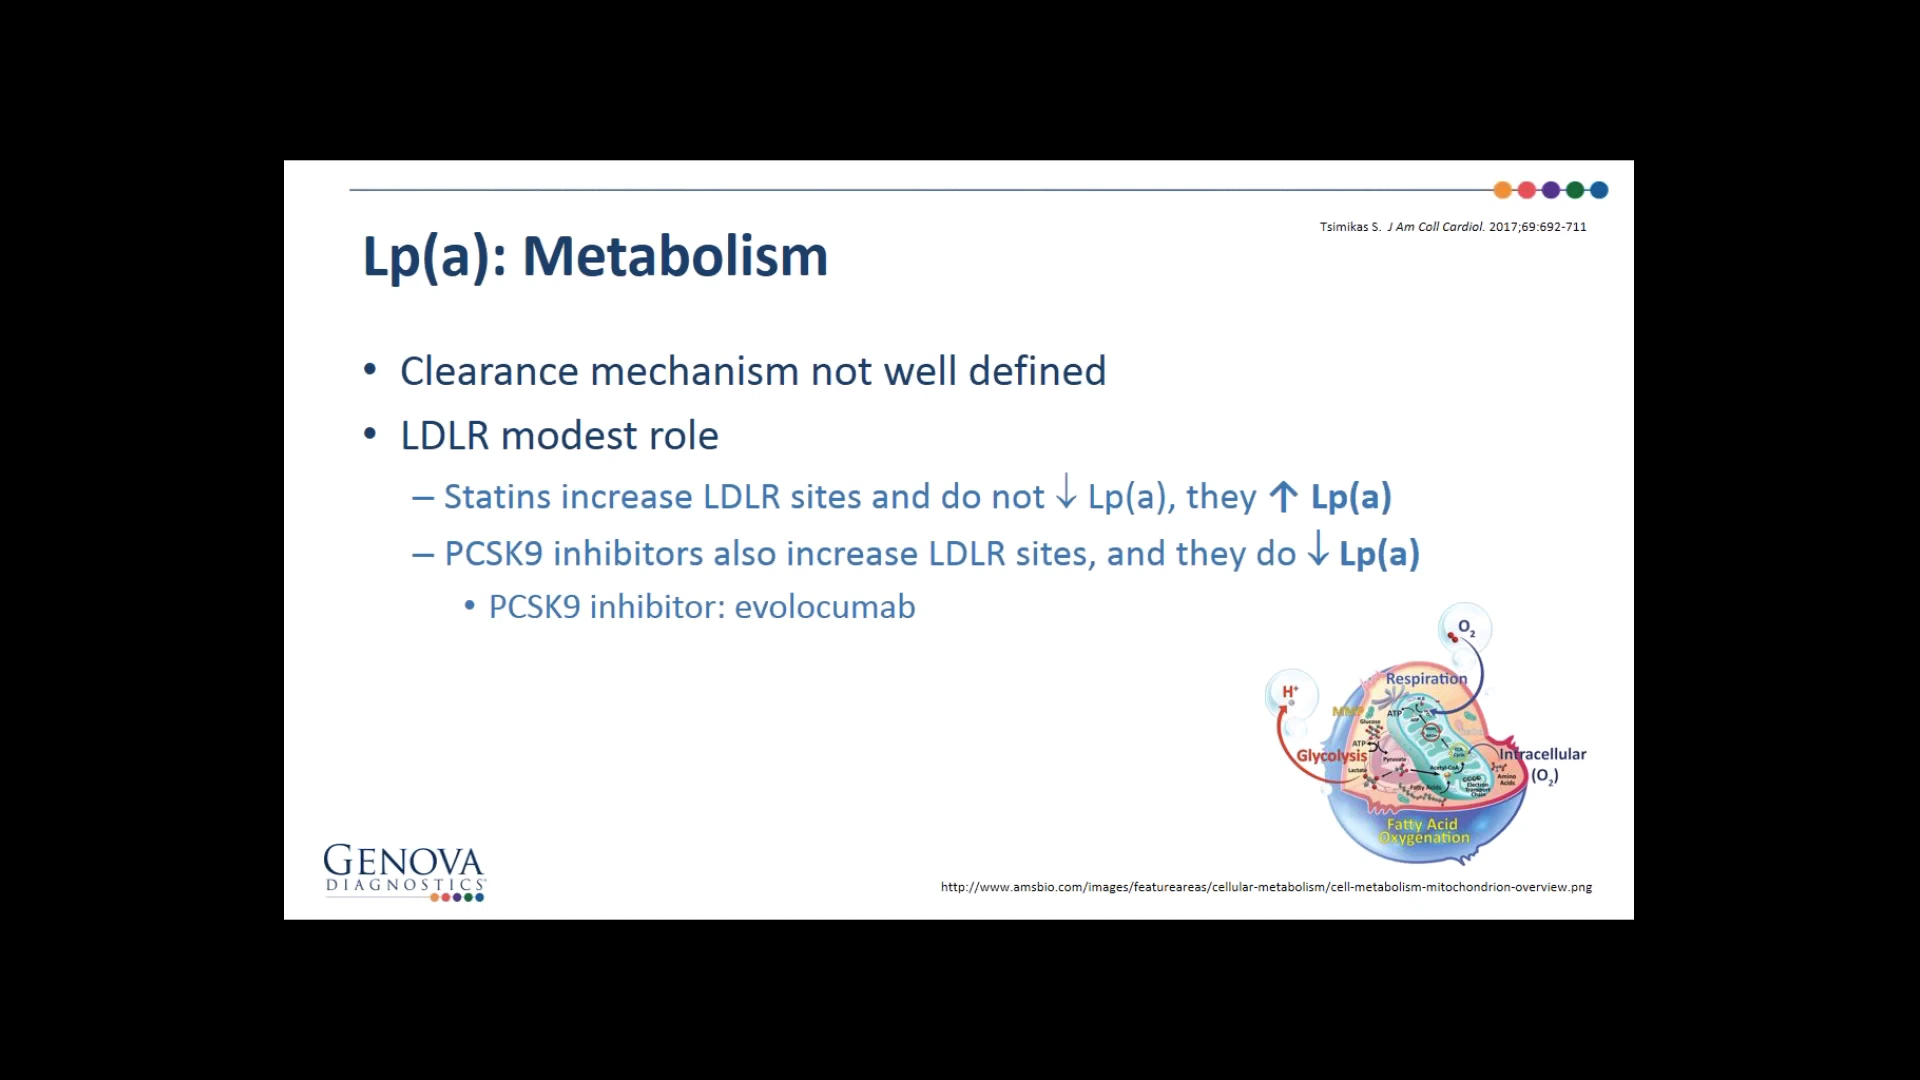 Tsimikas S. J Am Coll Cardiol. 2017;69:692-711
Lp(a): Metabolism
• Clearance mechanism not well defined
• LDLR modest role
– Statins increase LDLR sites and do not ↓ Lp(a), they ↑ Lp(a)
– PCSK9 inhibitors also increase LDLR sites, and they do ↓ Lp(a)
• PCSK9 inhibitor: evolocumab
O2
Respiration
H+
ATP
Glucose
ATP
Glycolysis
Pyruvate
Lactate
Acetyl-CoA
Fatty Acids
Electron
Transport
Chain
Amino
Acids
Intracellular
(O2)
Fatty Acid
Oxygenation
GENOVA
DIAGNOSTICS
http://www.amsbio.com/images/featureareas/cellular-metabolism/cell-metabolism-mitochondrion-overview.png